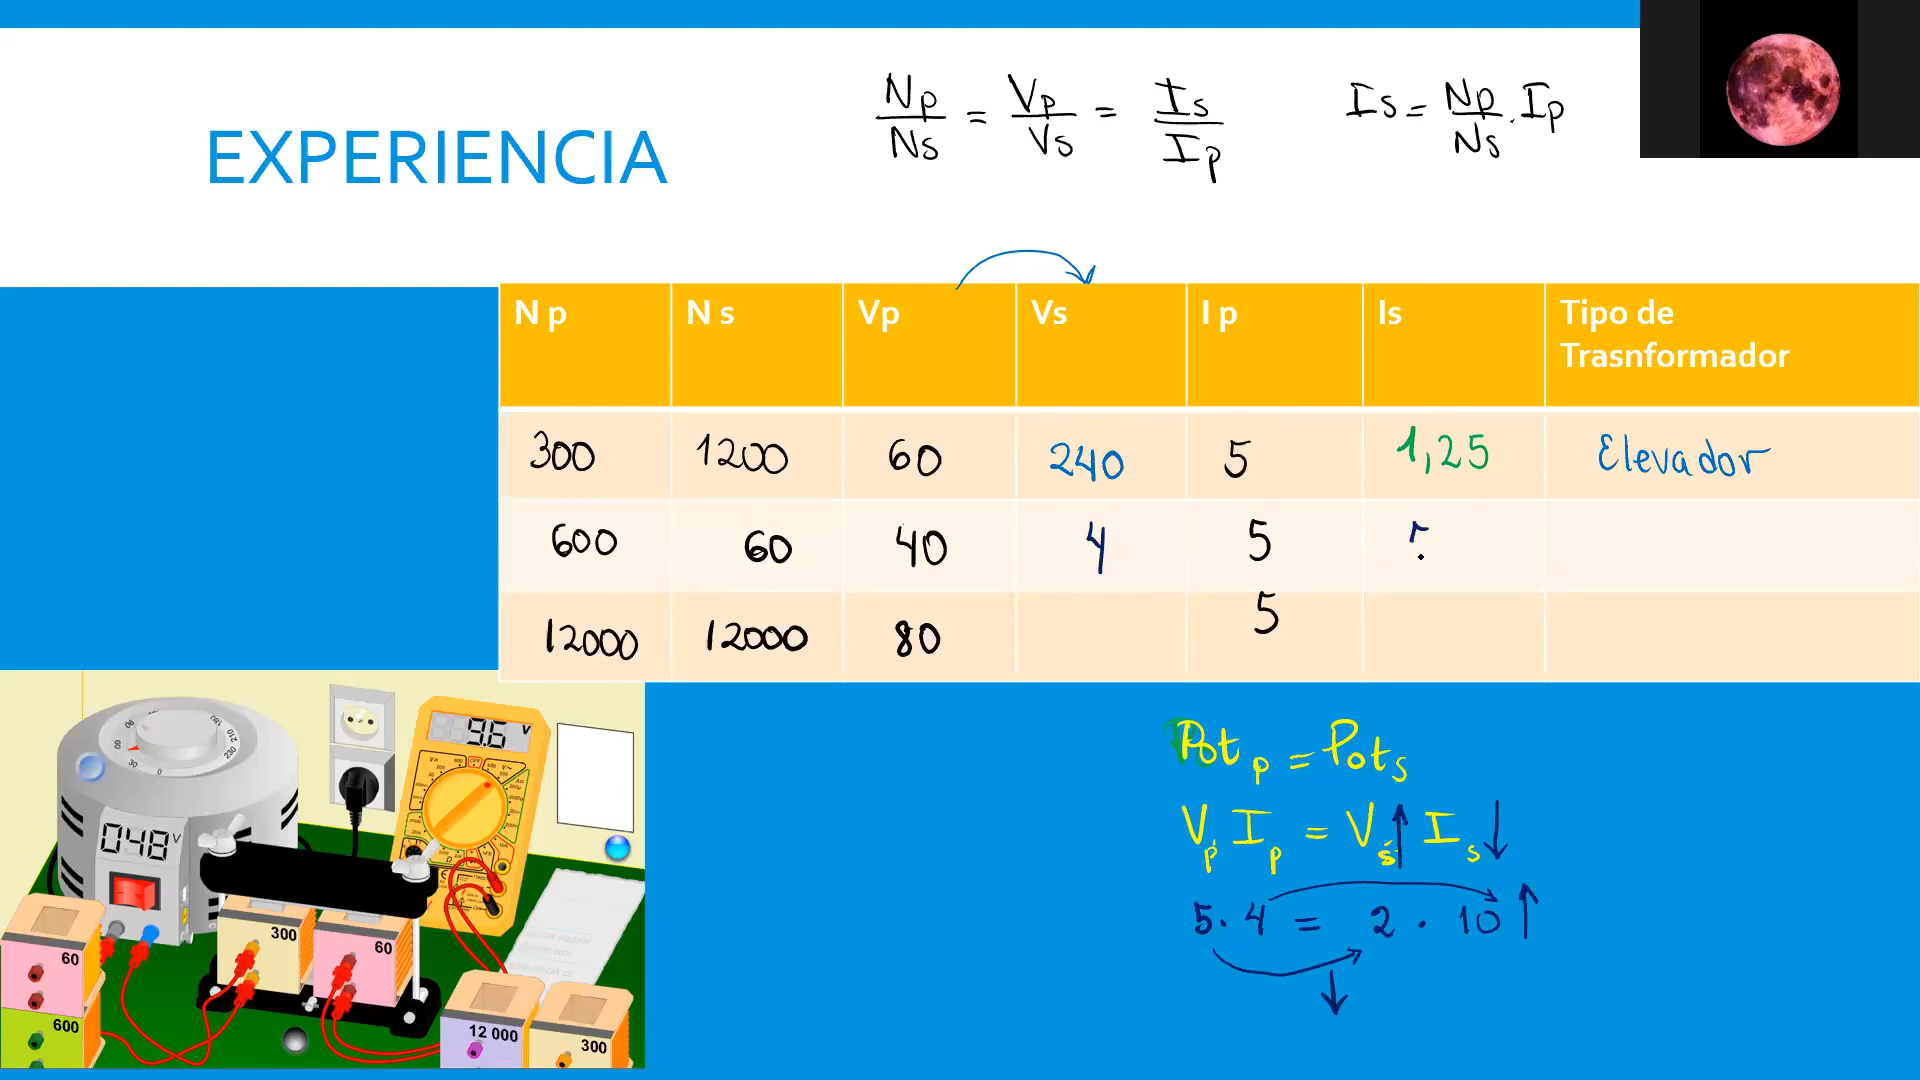 EXPERIENCIA
Np/Ns = Vp/Vs = Is/Ip
Is = Np/Ns . Ip
N p N s Vp Vs I p Is Tipo de Trasnformador
300 1200 60 240 5 1,25 Elevador
600 60 40 4 5
12000 12000 80 5
Pot p = Pot s
Vp Ip = Vs ↑ Is ↓
5 . 4 = 2 . 10 ↑
↓
9.6 V
048 V
300
60
60
600
12 000
300